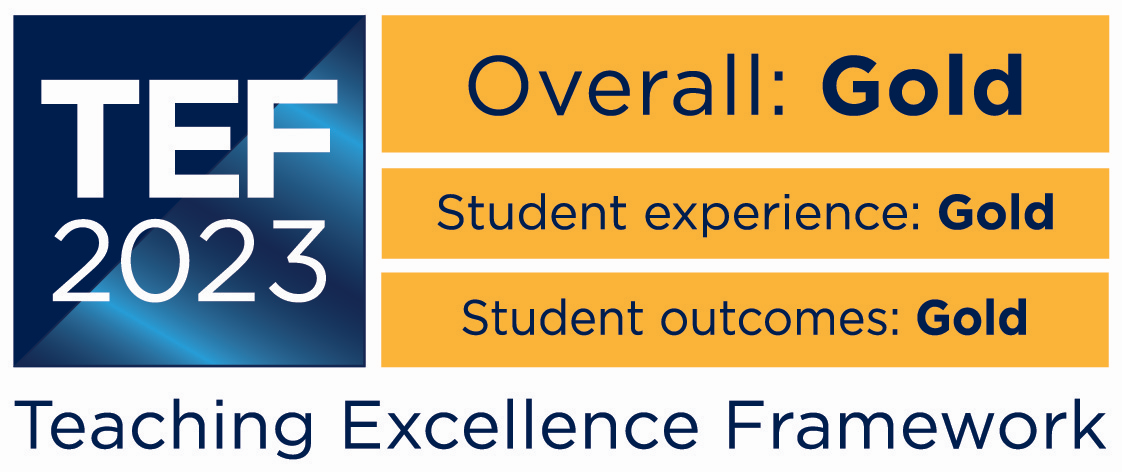 TEF
2023
Overall: Gold
Student experience: Gold
Student outcomes: Gold
Teaching Excellence Framework